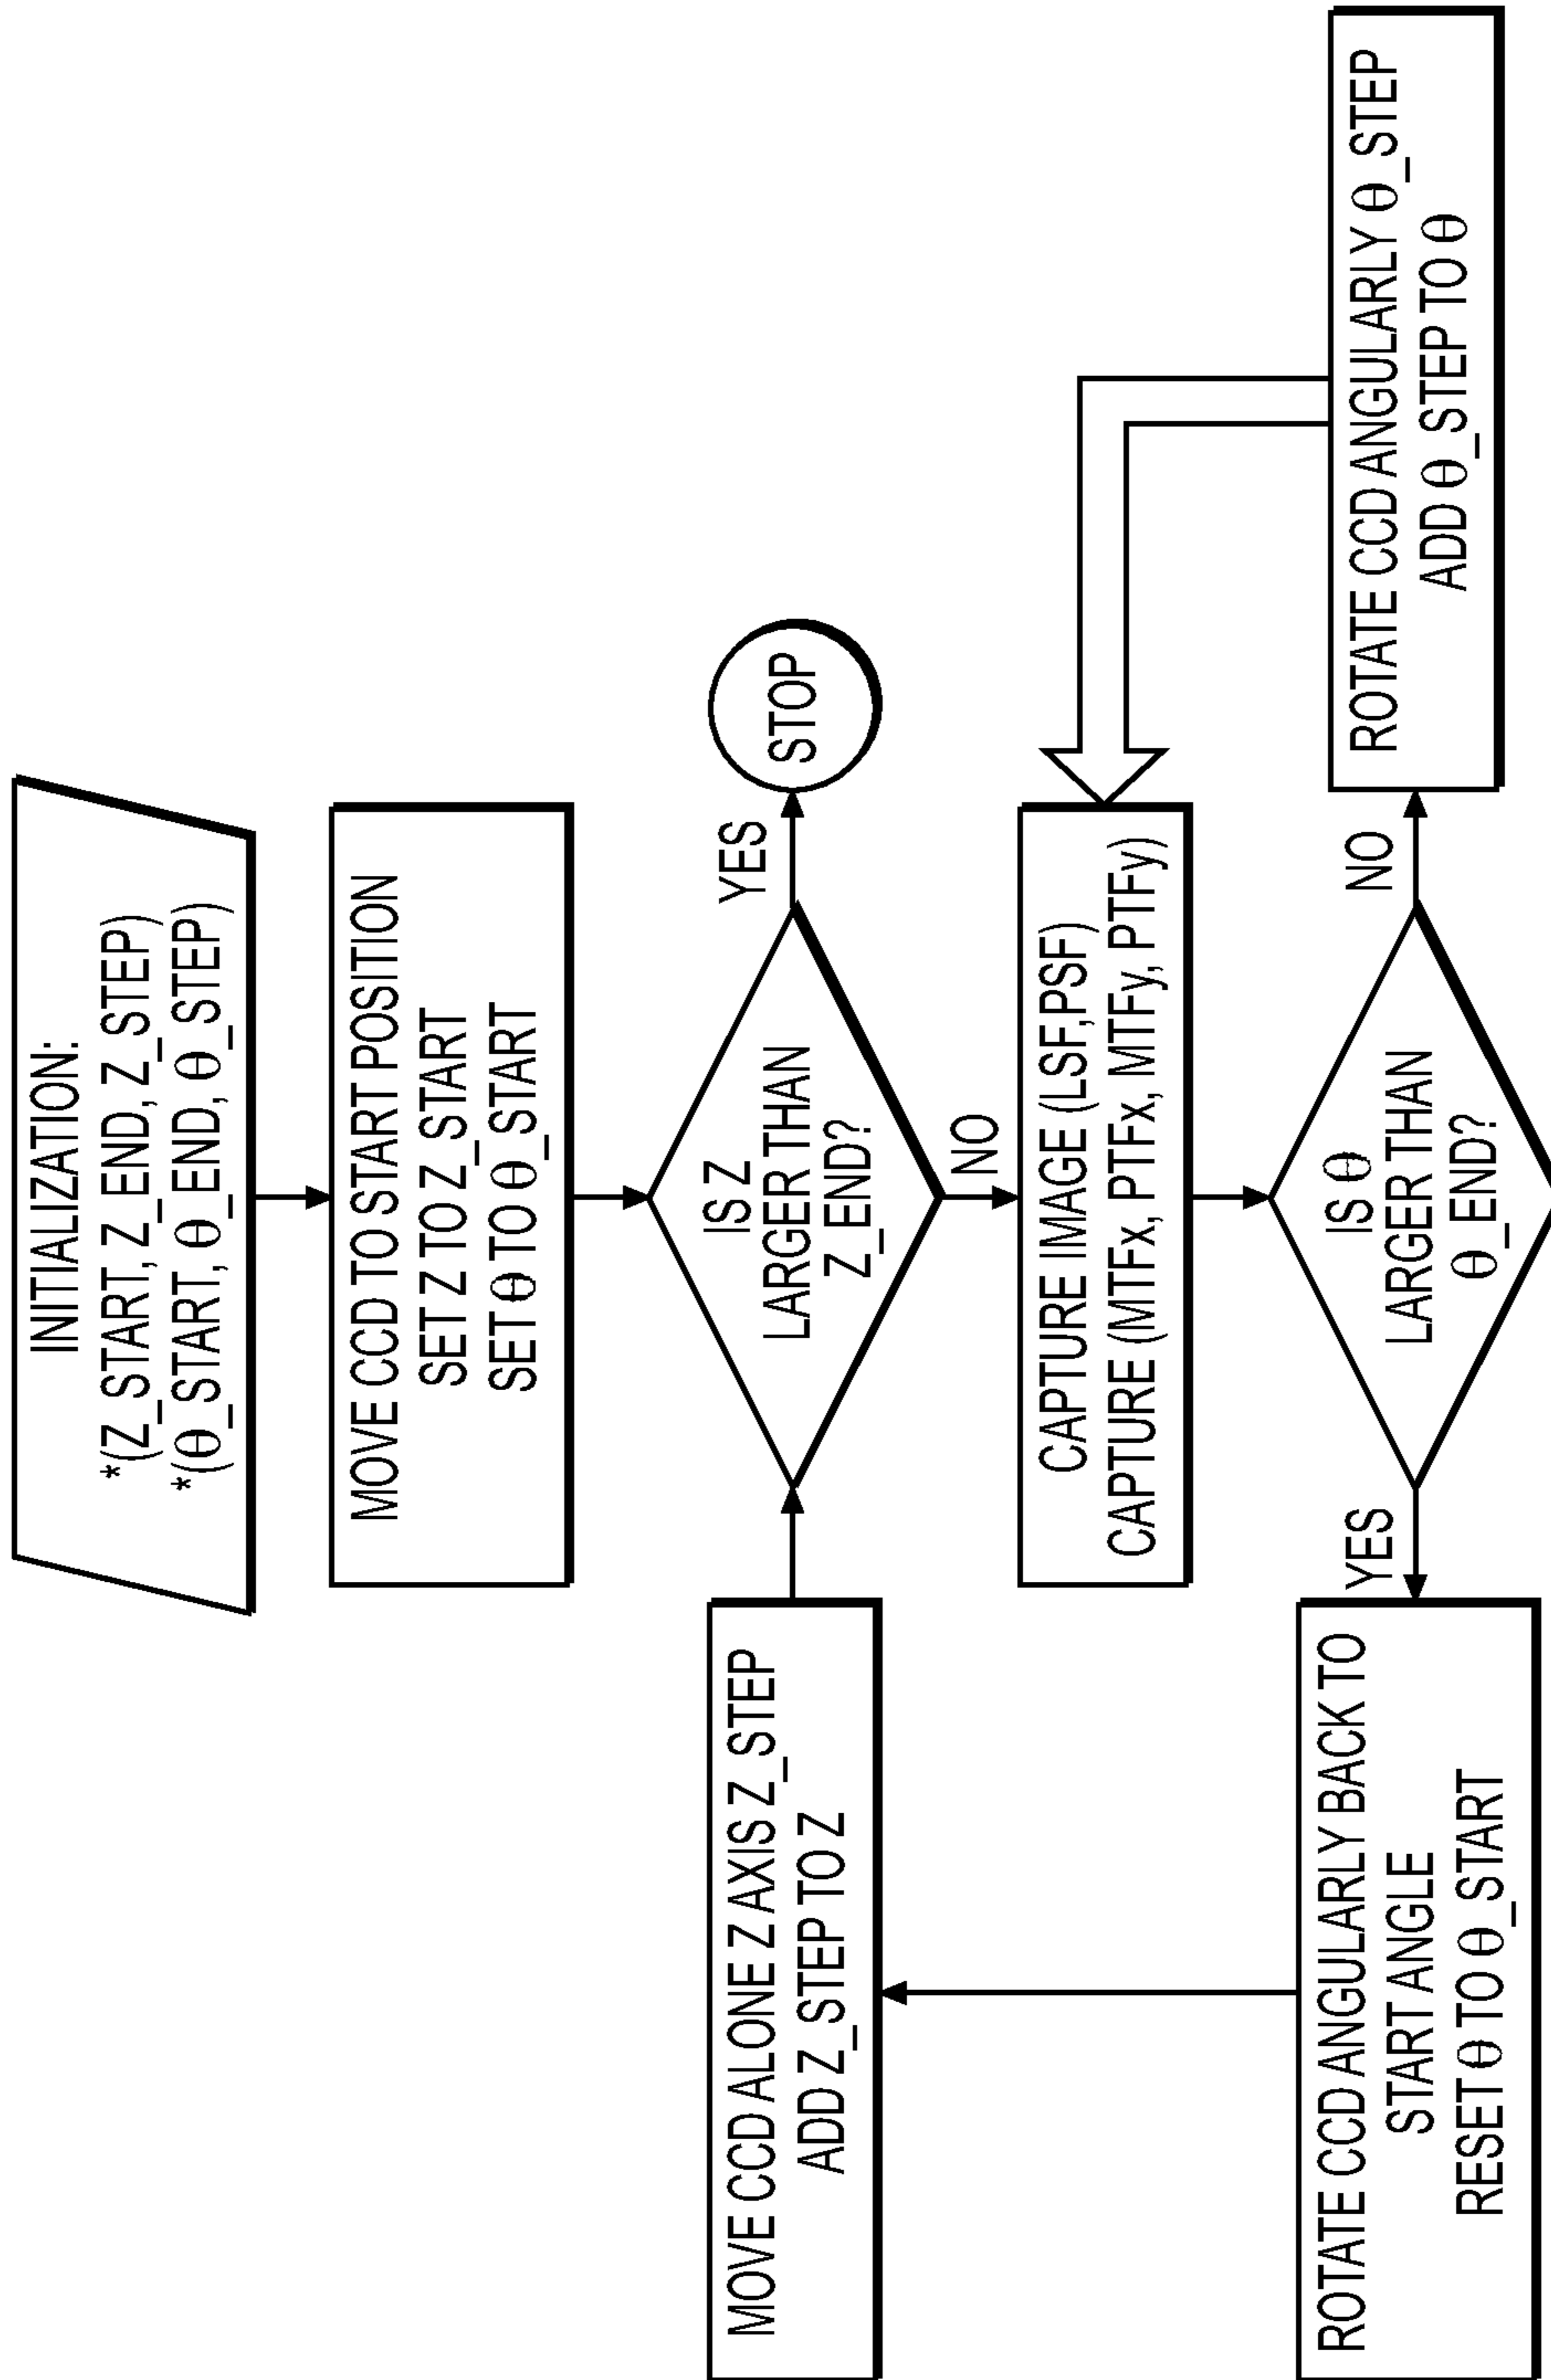 INITIALIZATION:
*(Z_START, Z_END, Z_STEP)
*(θ_START, θ_END, θ_STEP)
MOVE CCD TO START POSITION
SET Z TO Z_START
SET θ TO θ_START
MOVE CCD ALONE Z AXIS Z_STEP
ADD Z_STEP TO Z
IS Z
LARGER THAN
Z_END?
YES
STOP
NO
CAPTURE IMAGE (LSF,PSF)
CAPTURE (MTFx, PTFx, MTFy, PTFy)
ROTATE CCD ANGULARLY BACK TO
START ANGLE
RESET θ TO θ_START
YES
IS θ
LARGER THAN
θ_END?
NO
ROTATE CCD ANGULARLY θ_STEP
ADD θ_STEP TO θ